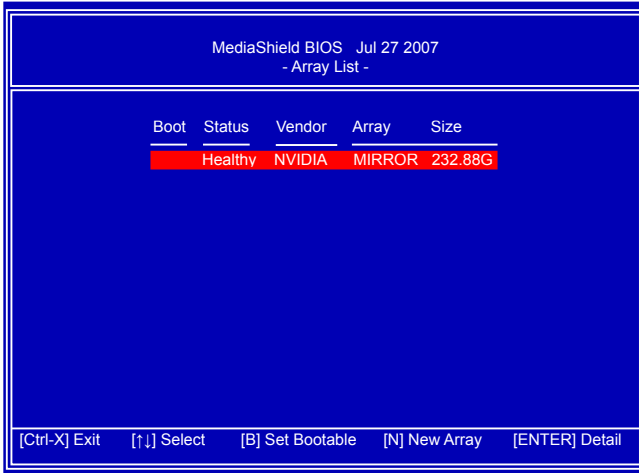 MediaShield BIOS   Jul 27 2007
- Array List -
Boot Status Vendor Array Size
Healthy NVIDIA MIRROR 232.88G
[Ctrl-X] Exit [↑↓] Select [B] Set Bootable [N] New Array [ENTER] Detail